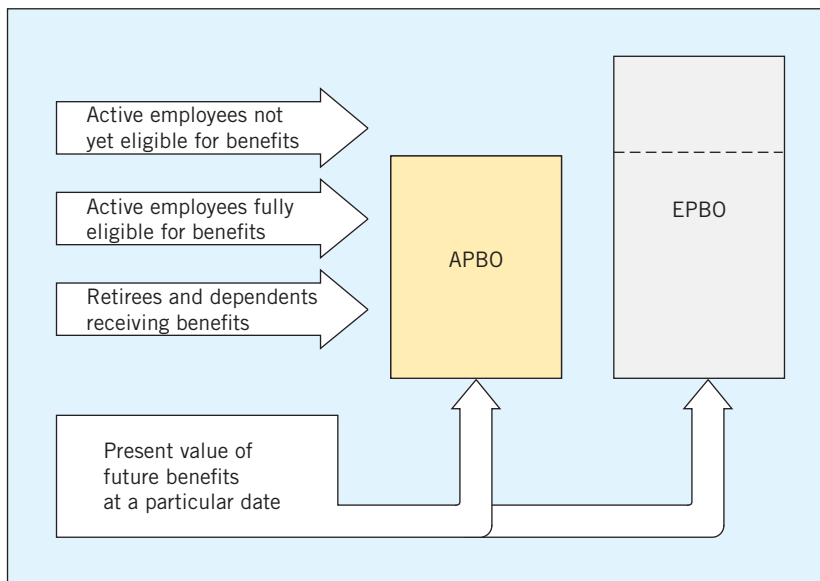 Active employees not
yet eligible for benefits
Active employees fully
eligible for benefits
Retirees and dependents
receiving benefits
APBO
EPBO
Present value of
future benefits
at a particular date